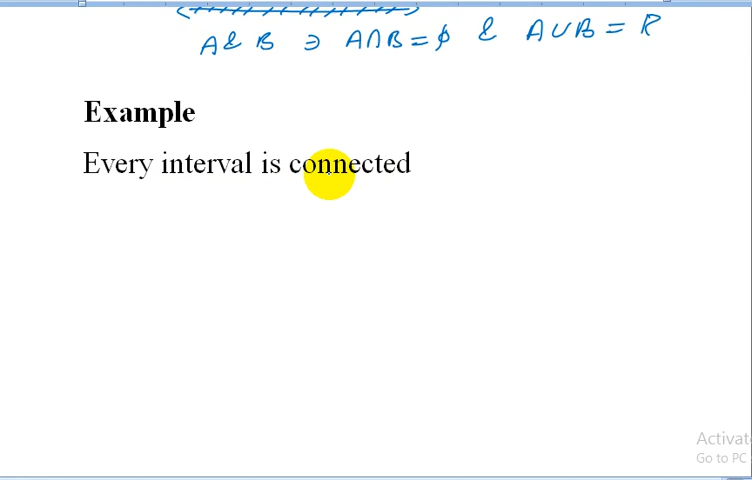 A & B ∋ A∩B = ϕ & A∪B = R
Example
Every interval is connected
Activat
Go to PC